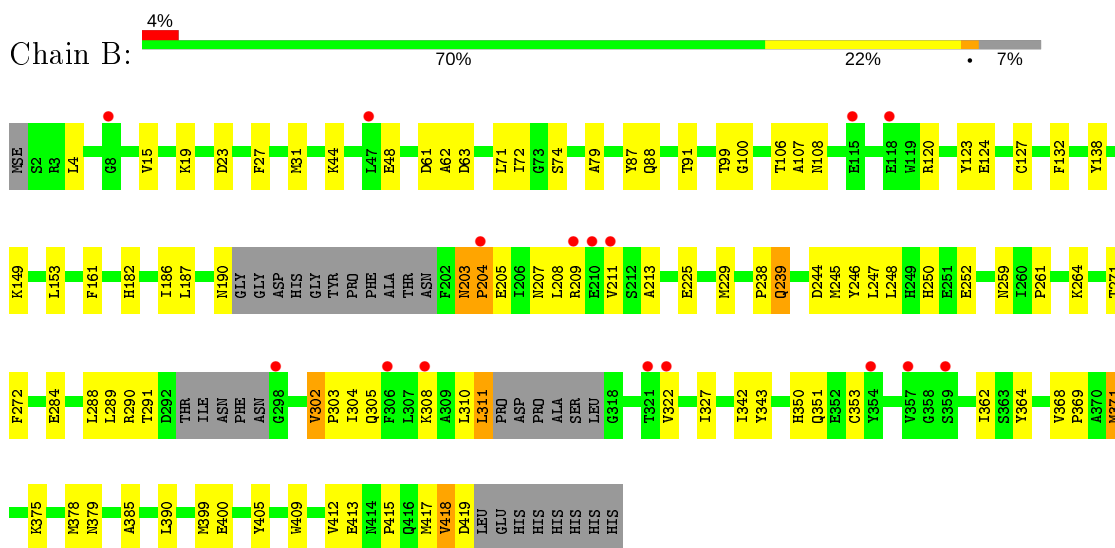 4%
Chain B:
70% 22% • 7%
MSE S2 R3 L4 G8 V15 K19 D23 F27 M31 K44 L47 E48 D61 A62 D63 L71 I72 G73 S74 A79 Y87 Q88 T91 T99 G100 T106 A107 N108 E115 E118 W119 R120 Y123 E124 C127 F132 Y138
K149 L153 F161 H182 I186 L187 N190 GLY GLY ASP HIS GLY TYR PRO PHE ALA THR ASN F202 N203 P204 E205 I206 N207 L208 R209 E210 V211 S212 A213 E225 M229 P238 Q239 D244 M245 Y246 L247 L248 H249 H250 E251 E252 N259 I260 P261 K264 T271
F272 E284 L288 L289 R290 T291 D292 THR ILE ASN PHE ASN G298 V302 P303 I304 Q305 F306 L307 K308 A309 L310 L311 PRO ASP PRO ALA SER LEU G318 T321 V322 I327 I342 Y343 H350 Q351 E352 C353 Y354 V357 G358 S359 I362 S363 Y364 V368 P369 A370
K375 M378 N379 A385 L390 M399 E400 Y405 W409 V412 E413 N414 P415 Q416 M417 V418 D419 LEU GLU HIS HIS HIS HIS HIS HIS